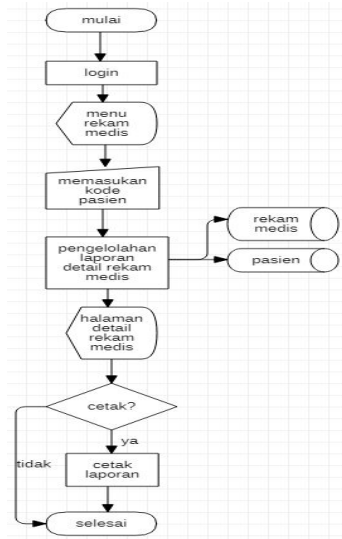 mulai
login
menu
rekam
medis
memasukan
kode
pasien
pengelolahan
laporan
detail rekam
medis
rekam
medis
pasien
halaman
detail
rekam
medis
cetak?
ya
tidak
cetak
laporan
selesai